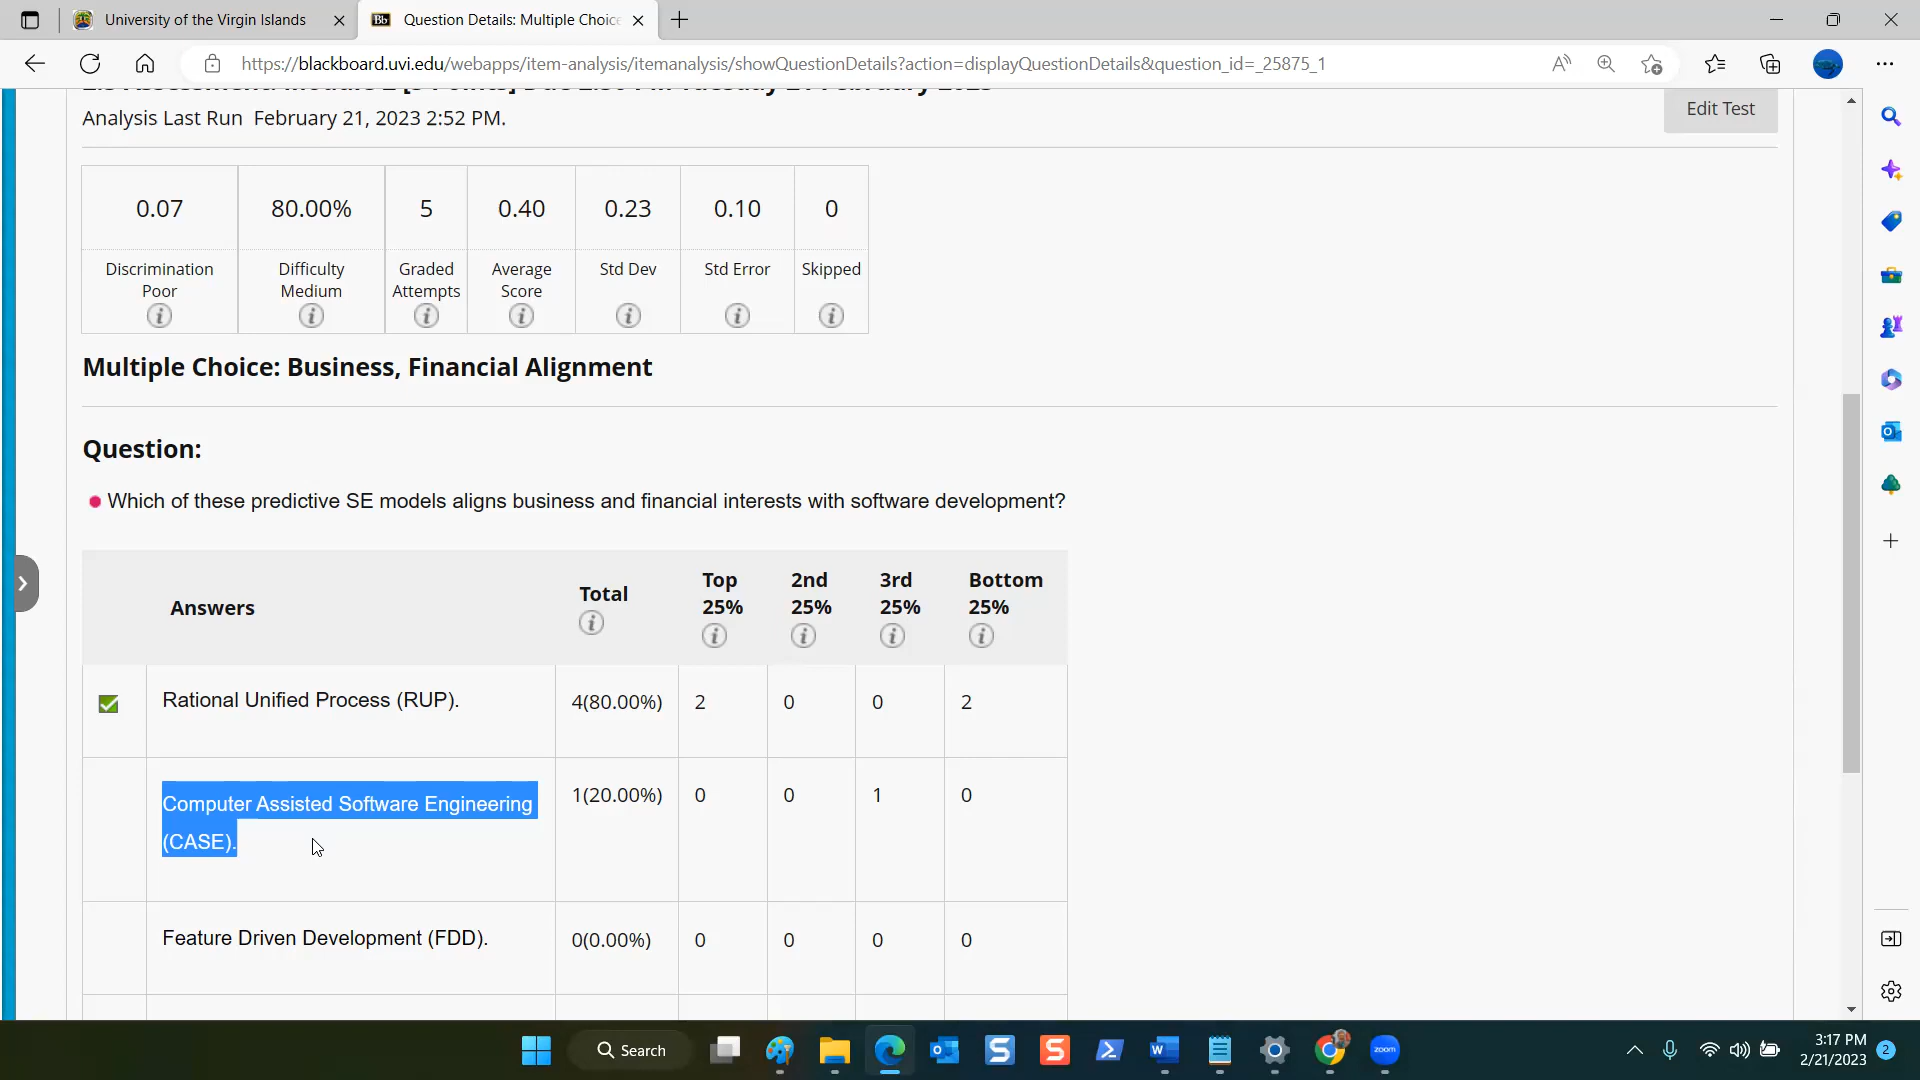 University of the Virgin Islands
Question Details: Multiple Choice
https://blackboard.uvi.edu/webapps/item-analysis/itemanalysis/showQuestionDetails?action=displayQuestionDetails&question_id=_25875_1
Analysis Last Run February 21, 2023 2:52 PM.
Edit Test
0.07 80.00% 5 0.40 0.23 0.10 0
Discrimination Difficulty Graded Average Std Dev Std Error Skipped
Poor Medium Attempts Score
Multiple Choice: Business, Financial Alignment
Question:
Which of these predictive SE models aligns business and financial interests with software development?
Answers Total Top 25% 2nd 25% 3rd 25% Bottom 25%
Rational Unified Process (RUP). 4(80.00%) 2 0 0 2
Computer Assisted Software Engineering 1(20.00%) 0 0 1 0
(CASE).
Feature Driven Development (FDD). 0(0.00%) 0 0 0 0
Search
zoom
3:17 PM
2/21/2023
2